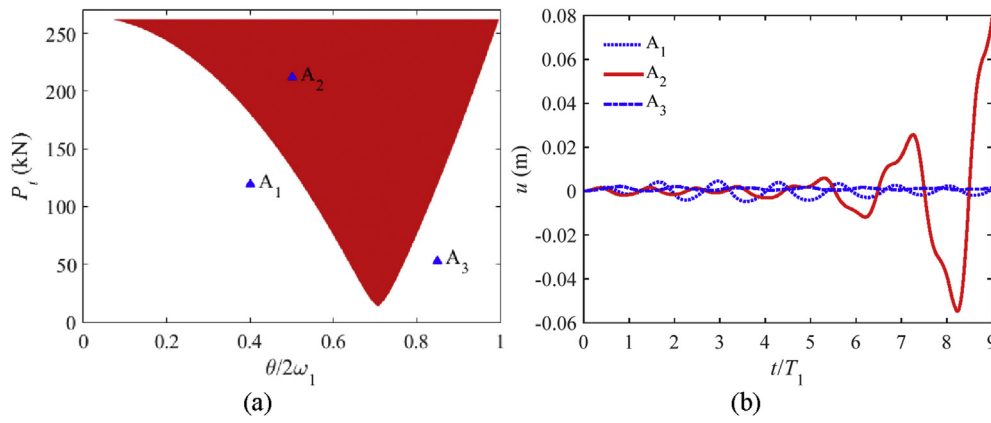 250
200
150
100
50
0
P_t (kN)
A_2
A_1
A_3
0 0.2 0.4 0.6 0.8 1
θ/2ω_1
(a)
0.08
0.06
0.04
0.02
0
-0.02
-0.04
-0.06
u (m)
A_1
A_2
A_3
0 1 2 3 4 5 6 7 8 9
t/T_1
(b)